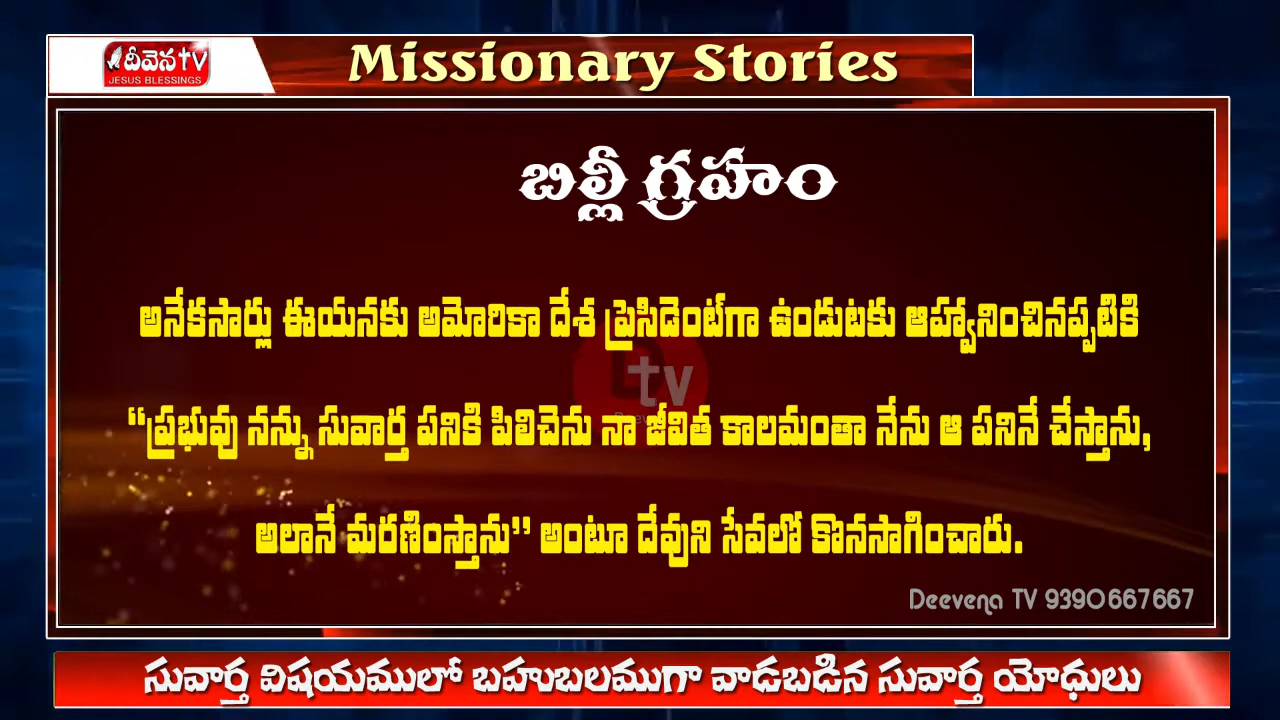 దీవెన TV
JESUS BLESSINGS
Missionary Stories
బిల్లీ గ్రహం
అనేకసార్లు ఈయనకు అమోరికా దేశ ప్రెసిడెంట్‌గా ఉండుటకు ఆహ్వానించినప్పటికి
“ప్రభువు నన్ను సువార్త పనికి పిలిచెను నా జీవిత కాలమంతా నేను ఆ పనినే చేస్తాను,
అలానే మరణింస్తాను” అంటూ దేవుని సేవలో కొనసాగించారు.
Deevena TV 9390667667
సువార్త విషయములో బహుబలముగా వాడబడిన సువార్త యోధులు